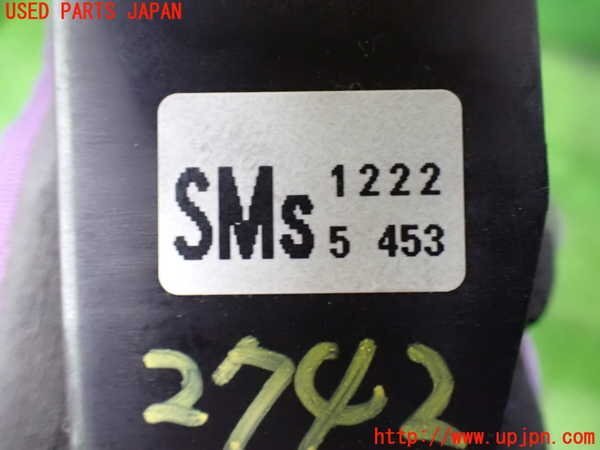 USED PARTS JAPAN
SMs 1222
5 453
2742
http://www.upjpn.com